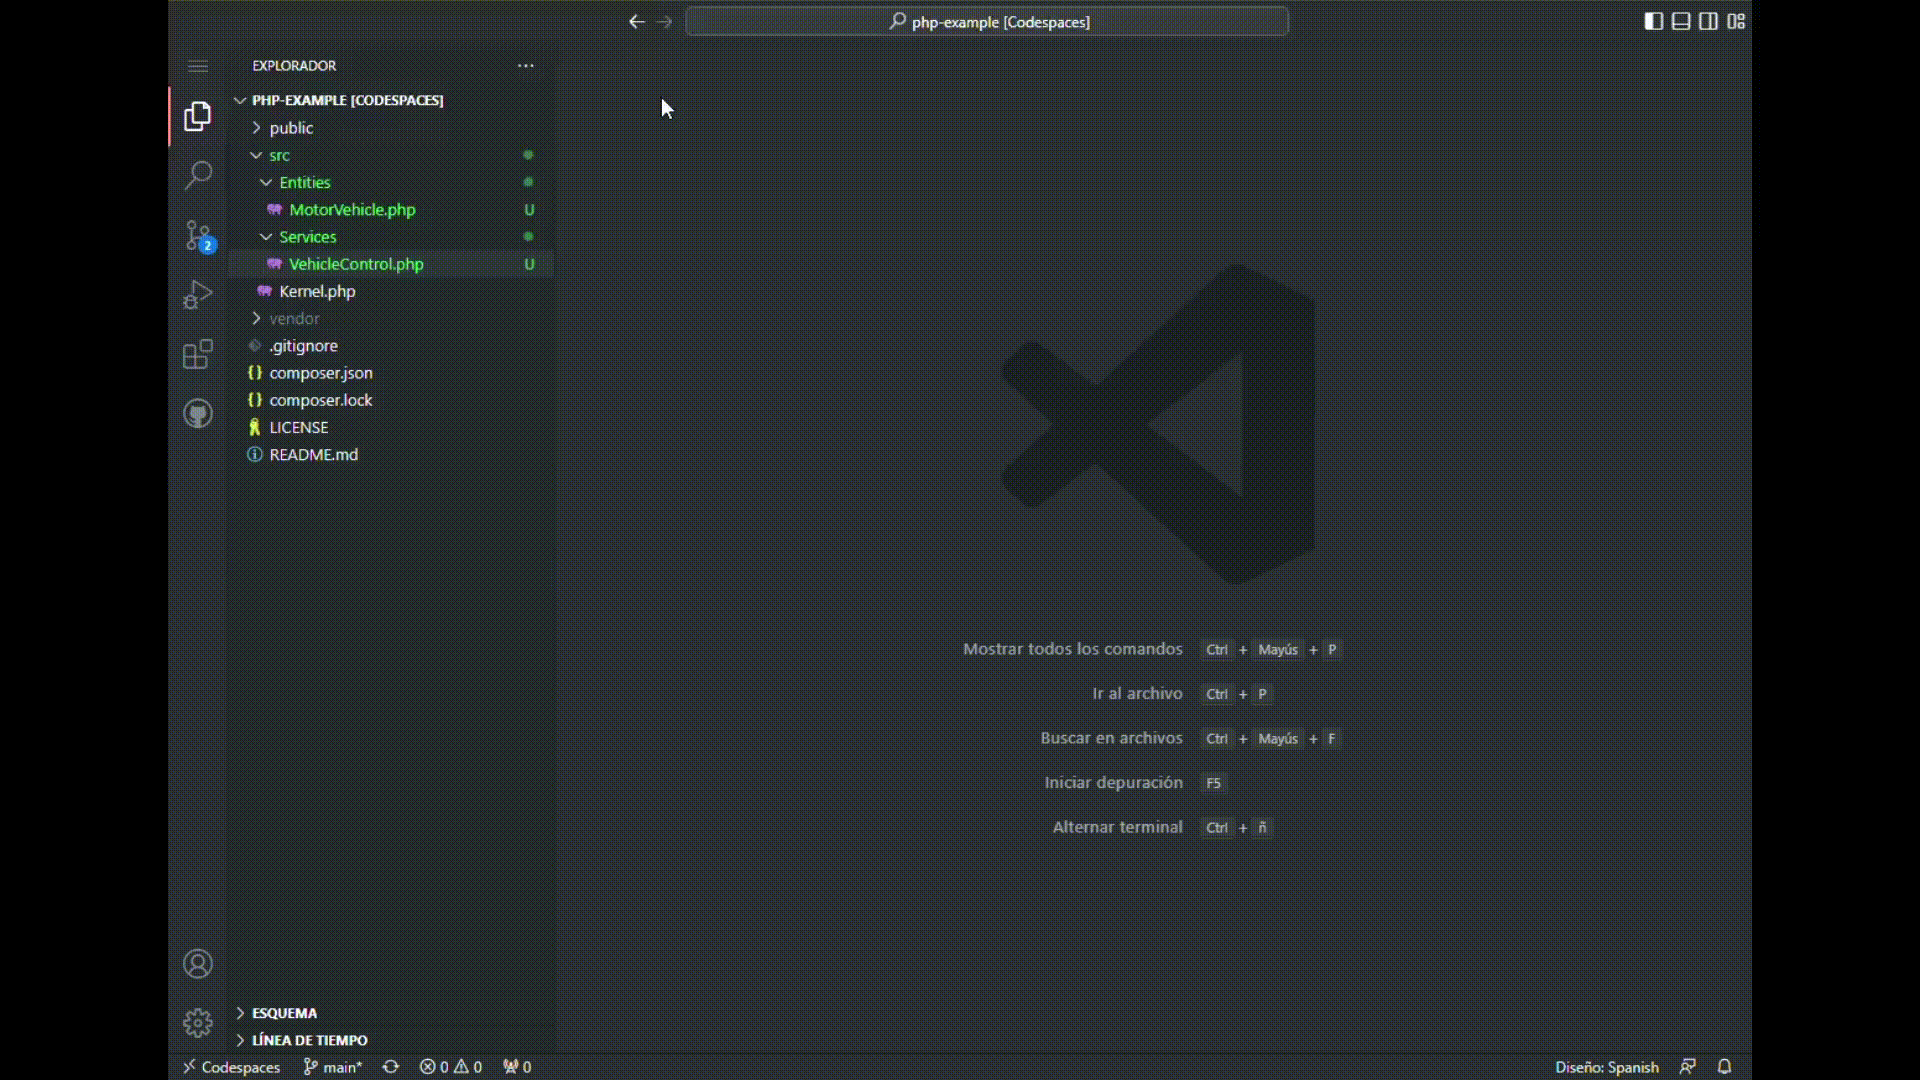 php-example [Codespaces]
EXPLORADOR
PHP-EXAMPLE [CODESPACES]
public
src
Entities
MotorVehicle.php U
Services
2
VehicleControl.php U
Kernel.php
vendor
.gitignore
{} composer.json
{} composer.lock
LICENSE
README.md
Mostrar todos los comandos Ctrl + Mayús + P
Ir al archivo Ctrl + P
Buscar en archivos Ctrl + Mayús + F
Iniciar depuración F5
Alternar terminal Ctrl + ñ
ESQUEMA
LÍNEA DE TIEMPO
Codespaces main* 0 0 0 Diseño: Spanish